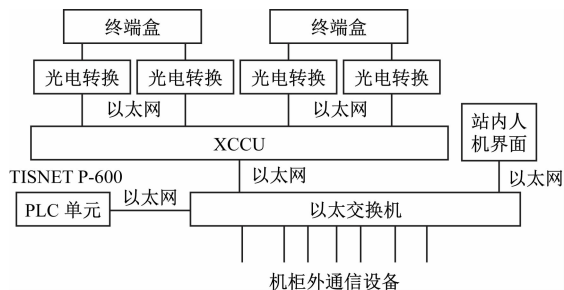 终端盒 终端盒
光电转换 光电转换 光电转换 光电转换
以太网 以太网
XCCU
站内人
机界面
TISNET P-600
以太网 以太网
以太网
PLC 单元
以太交换机
机柜外通信设备